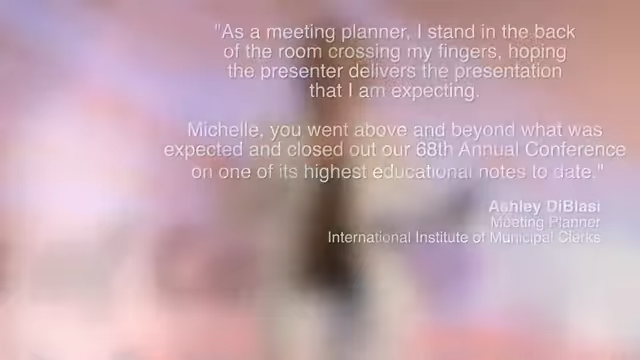 "As a meeting planner, I stand in the back
of the room crossing my fingers, hoping
the presenter delivers the presentation
that I am expecting.
Michelle, you went above and beyond what was
expected and closed out our 68th Annual Conference
on one of its highest educational notes to date."
Ashley DiBlasi
Meeting Planner
International Institute of Municipal Clerks